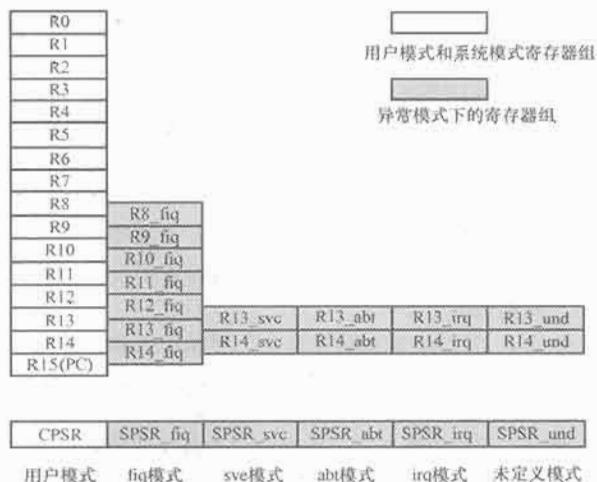 R0
R1
R2
R3
R4
R5
R6
R7
R8
R9
R10
R11
R12
R13
R14
R15(PC)
R8_fiq
R9_fiq
R10_fiq
R11_fiq
R12_fiq
R13_fiq
R14_fiq
R13_svc R13_abt R13_irq R13_und
R14_svc R14_abt R14_irq R14_und
用户模式和系统模式寄存器组
异常模式下的寄存器组
CPSR SPSR_fiq SPSR_svc SPSR_abt SPSR_irq SPSR_und
用户模式 fiq模式 sve模式 abt模式 irq模式 未定义模式